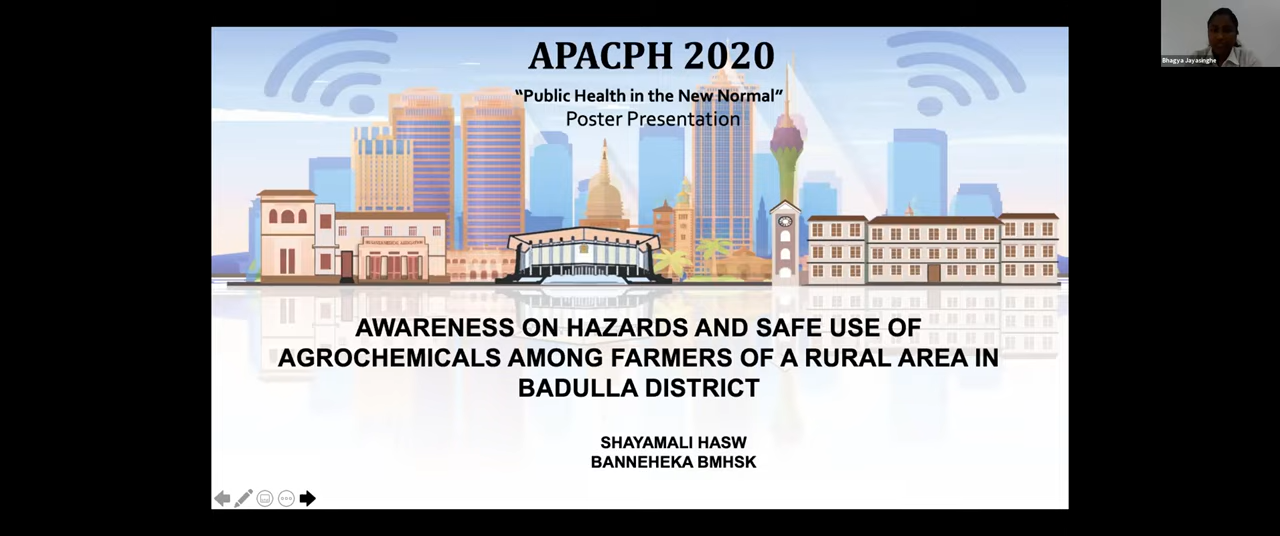 APACPH 2020
"Public Health in the New Normal"
Poster Presentation
Bhagya Jayasinghe
AWARENESS ON HAZARDS AND SAFE USE OF
AGROCHEMICALS AMONG FARMERS OF A RURAL AREA IN
BADULLA DISTRICT
SHAYAMALI HASW
BANNEHEKA BMHSK